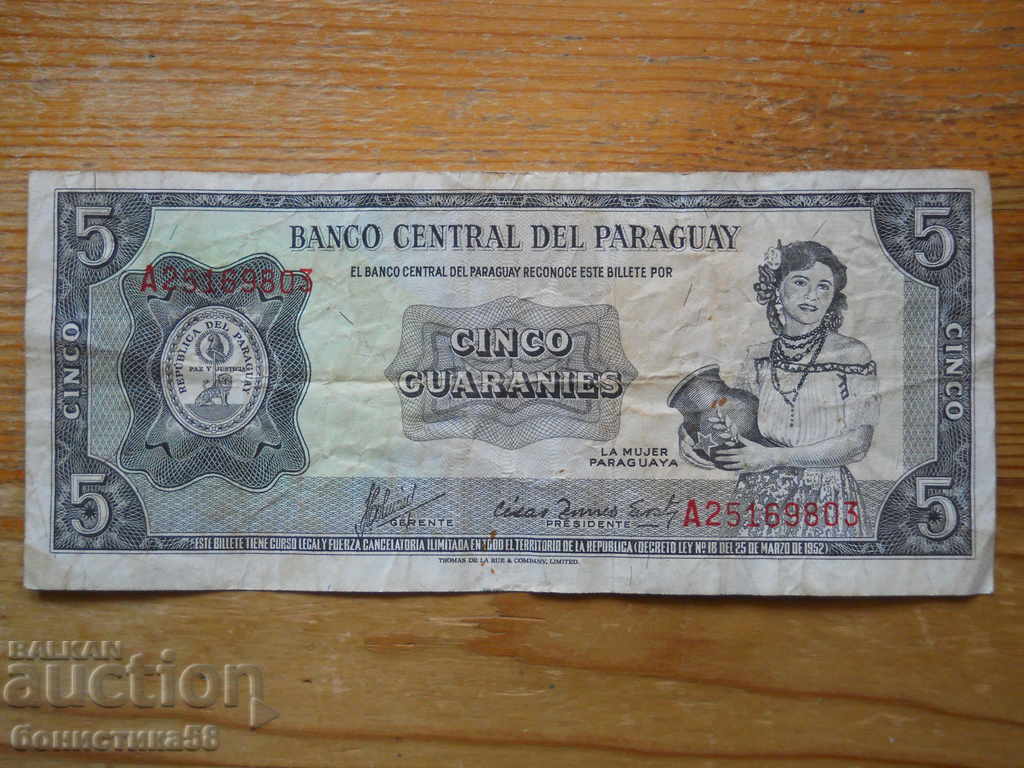 5
5
BANCO CENTRAL DEL PARAGUAY
A25169803
EL BANCO CENTRAL DEL PARAGUAY RECONOCE ESTE BILLETE POR
REPUBLICA DEL PARAGUAY
PAZ Y JUSTICIA
CINCO
GUARANIES
CINCO
CINCO
LA MUJER
PARAGUAYA
5
5
GERENTE
PRESIDENTE
A25169803
ESTE BILLETE TIENE CURSO LEGAL Y FUERZA CANCELATORIA ILIMITADA EN TODO EL TERRITORIO DE LA REPUBLICA (DECRETO LEY Nº 18 DEL 25 DE MARZO DE 1952)
THOMAS DE LA RUE & COMPANY, LIMITED.
BALKAN
auction
бонистика58